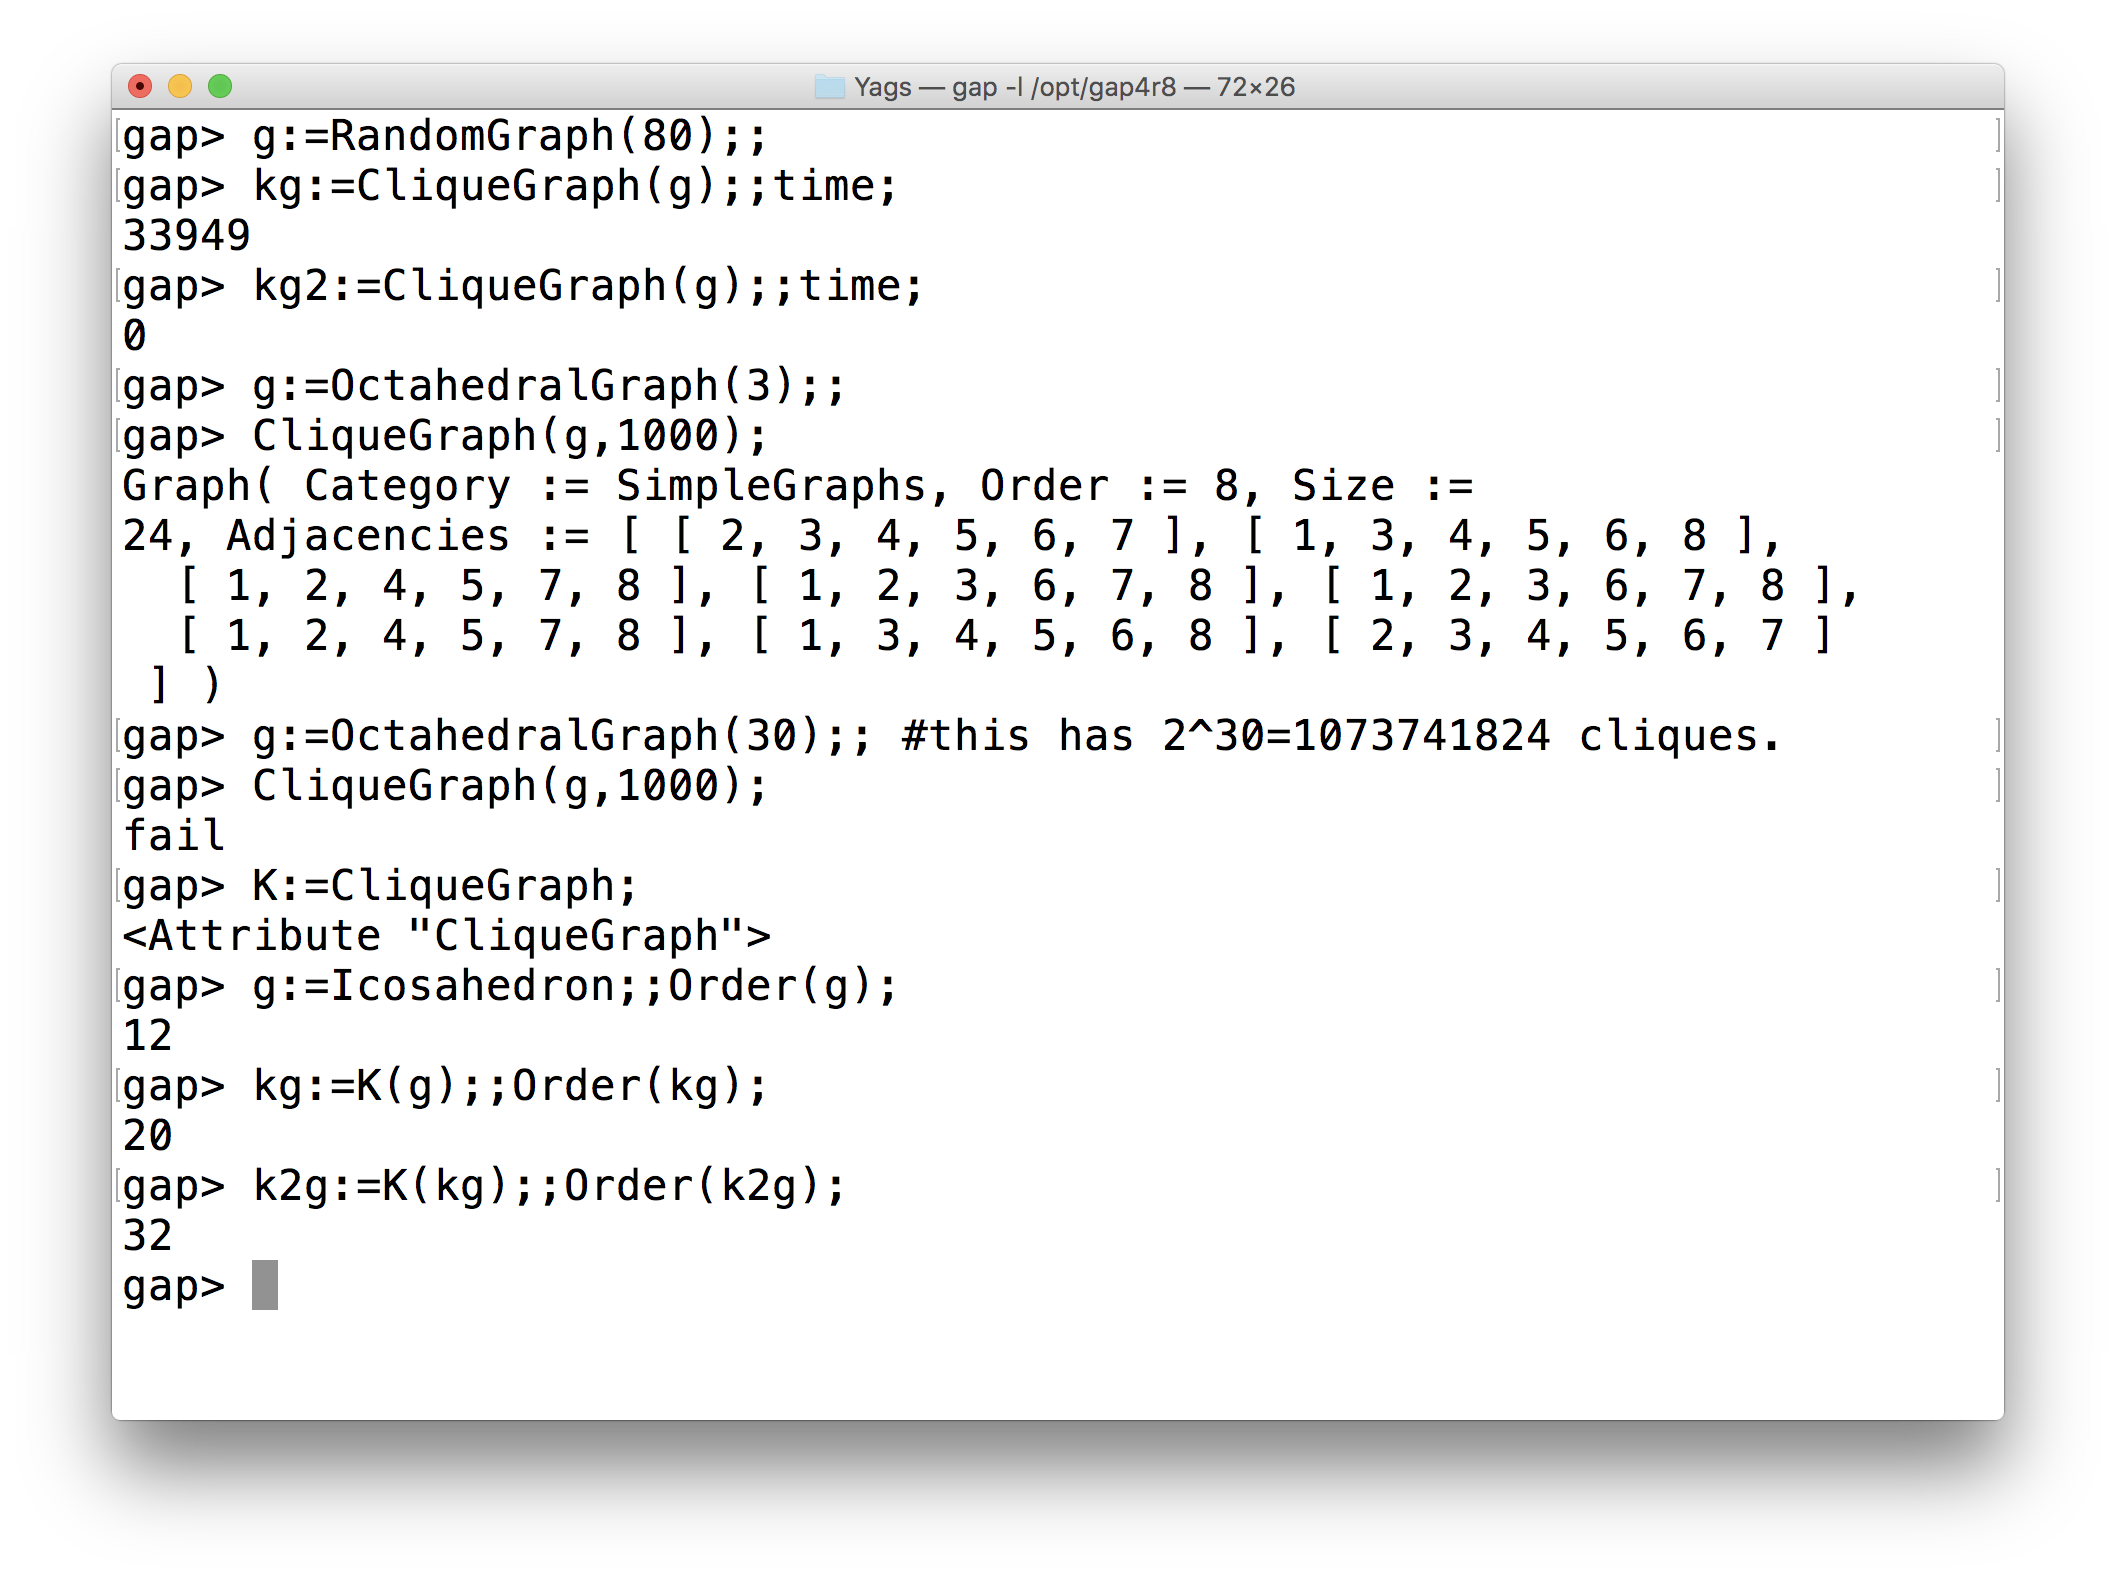 Yags — gap -l /opt/gap4r8 — 72×26
gap> g:=RandomGraph(80);;
gap> kg:=CliqueGraph(g);;time;
33949
gap> kg2:=CliqueGraph(g);;time;
0
gap> g:=OctahedralGraph(3);;
gap> CliqueGraph(g,1000);
Graph( Category := SimpleGraphs, Order := 8, Size :=
24, Adjacencies := [ [ 2, 3, 4, 5, 6, 7 ], [ 1, 3, 4, 5, 6, 8 ],
  [ 1, 2, 4, 5, 7, 8 ], [ 1, 2, 3, 6, 7, 8 ], [ 1, 2, 3, 6, 7, 8 ],
  [ 1, 2, 4, 5, 7, 8 ], [ 1, 3, 4, 5, 6, 8 ], [ 2, 3, 4, 5, 6, 7 ]
 ] )
gap> g:=OctahedralGraph(30);; #this has 2^30=1073741824 cliques.
gap> CliqueGraph(g,1000);
fail
gap> K:=CliqueGraph;
<Attribute "CliqueGraph">
gap> g:=Icosahedron;;Order(g);
12
gap> kg:=K(g);;Order(kg);
20
gap> k2g:=K(kg);;Order(k2g);
32
gap>